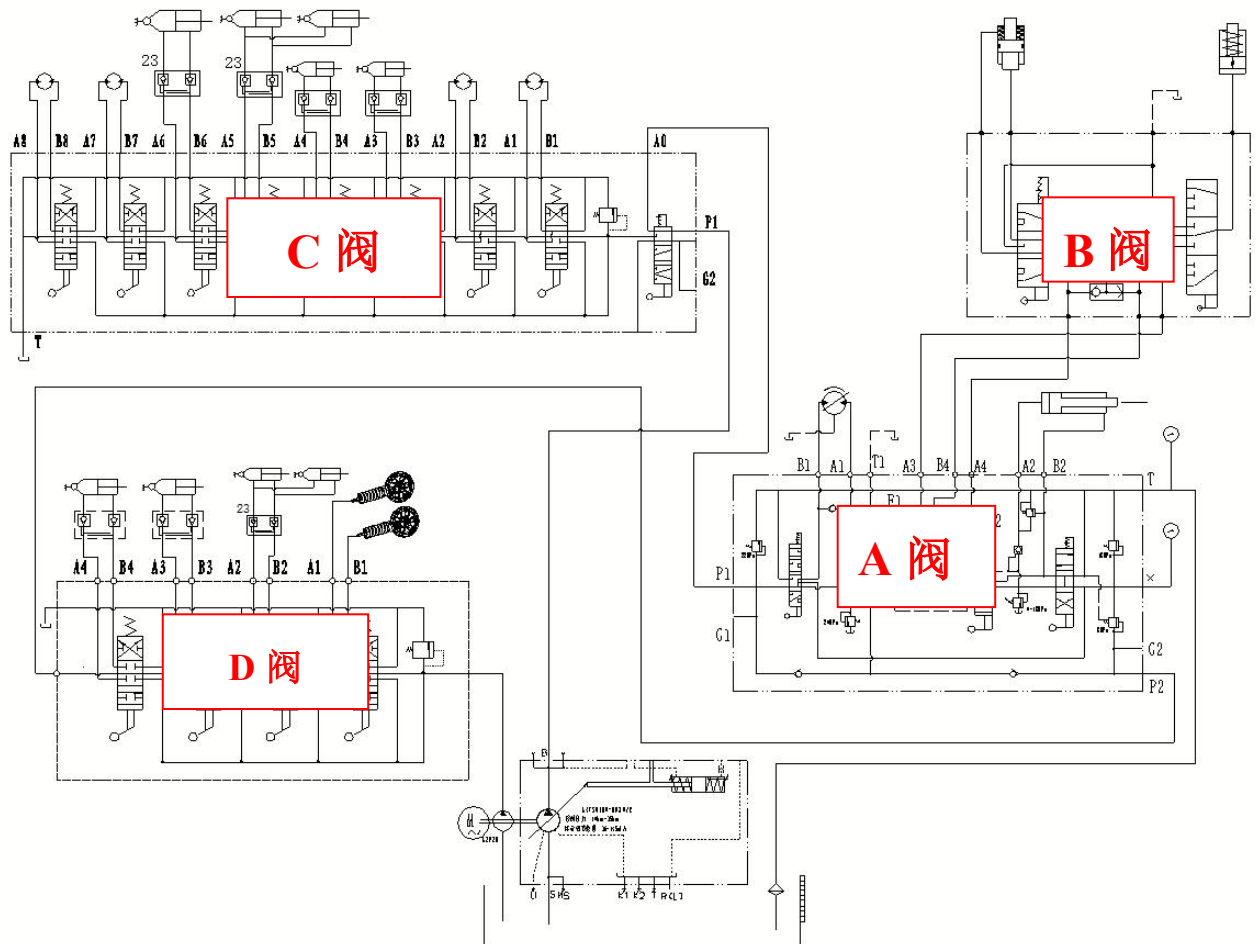 23
23
A8 B8 A7 B7 A6 B6 A5 B5 A4 B4 A3 B3 A2 B2 A1 B1 A0
C 阀
P1
G2
T
B 阀
23
A4 B4 A3 B3 A2 B2 A1 B1
D 阀
B1 A1 T1 A3 B4 A4 A2 B2 T
A 阀
P1
G1
G2
P2
B
M
S
K1 K2 T R(L)